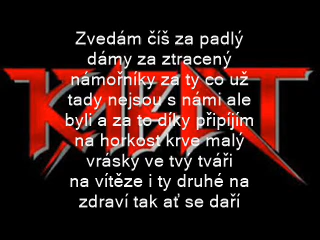 Zvedám číš za padlý
dámy za ztracený
námořníky za ty co už
tady nejsou s námi ale
byli a za to díky připíjím
na horkost krve malý
vrásky ve tvý tváři
na vítěze i ty druhé na
zdraví tak ať se daří
KABÁT